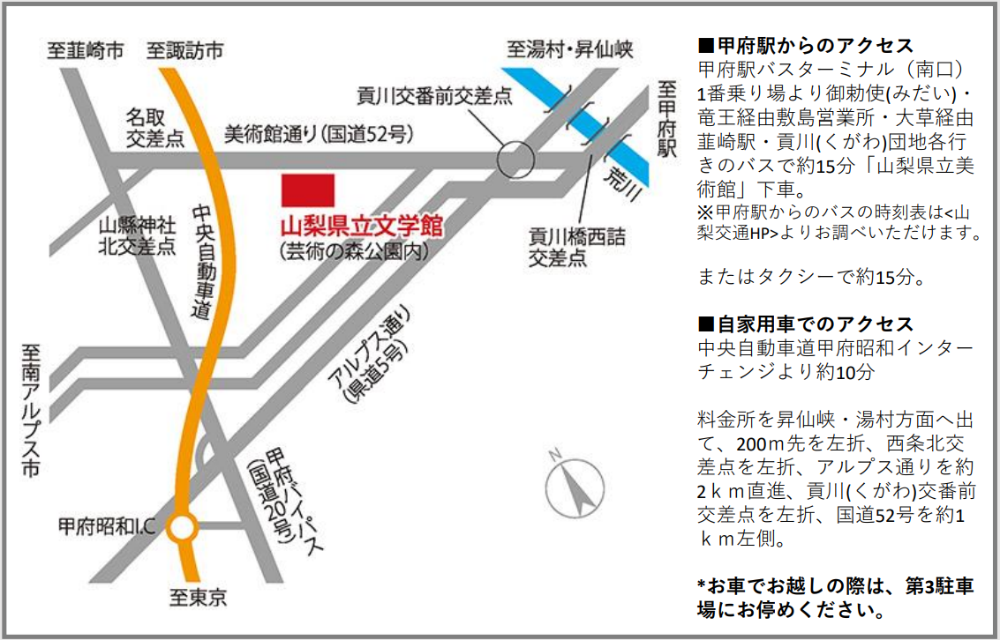 至韮崎市
至諏訪市
至湯村・昇仙峡
至甲府駅
貢川交番前交差点
名取
交差点
美術館通り(国道52号)
荒川
山梨県立文学館
(芸術の森公園内)
山縣神社
北交差点
中央自動車道
貢川橋西詰
交差点
アルプス通り
(県道5号)
至南アルプス市
甲府バイパス
(国道20号)
N
甲府昭和I.C
至東京
■甲府駅からのアクセス
甲府駅バスターミナル（南口）
1番乗り場より御勅使(みだい)・
竜王経由敷島営業所・大草経由
韮崎駅・貢川(くがわ)団地各行
きのバスで約15分「山梨県立美
術館」下車。
※甲府駅からのバスの時刻表は<山
梨交通HP>よりお調べいただけます。
またはタクシーで約15分。
■自家用車でのアクセス
中央自動車道甲府昭和インター
チェンジより約10分
料金所を昇仙峡・湯村方面へ出
て、200ｍ先を左折、西条北交
差点を左折、アルプス通りを約
2ｋｍ直進、貢川(くがわ)交番前
交差点を左折、国道52号を約1
ｋｍ左側。
*お車でお越しの際は、第3駐車
場にお停めください。